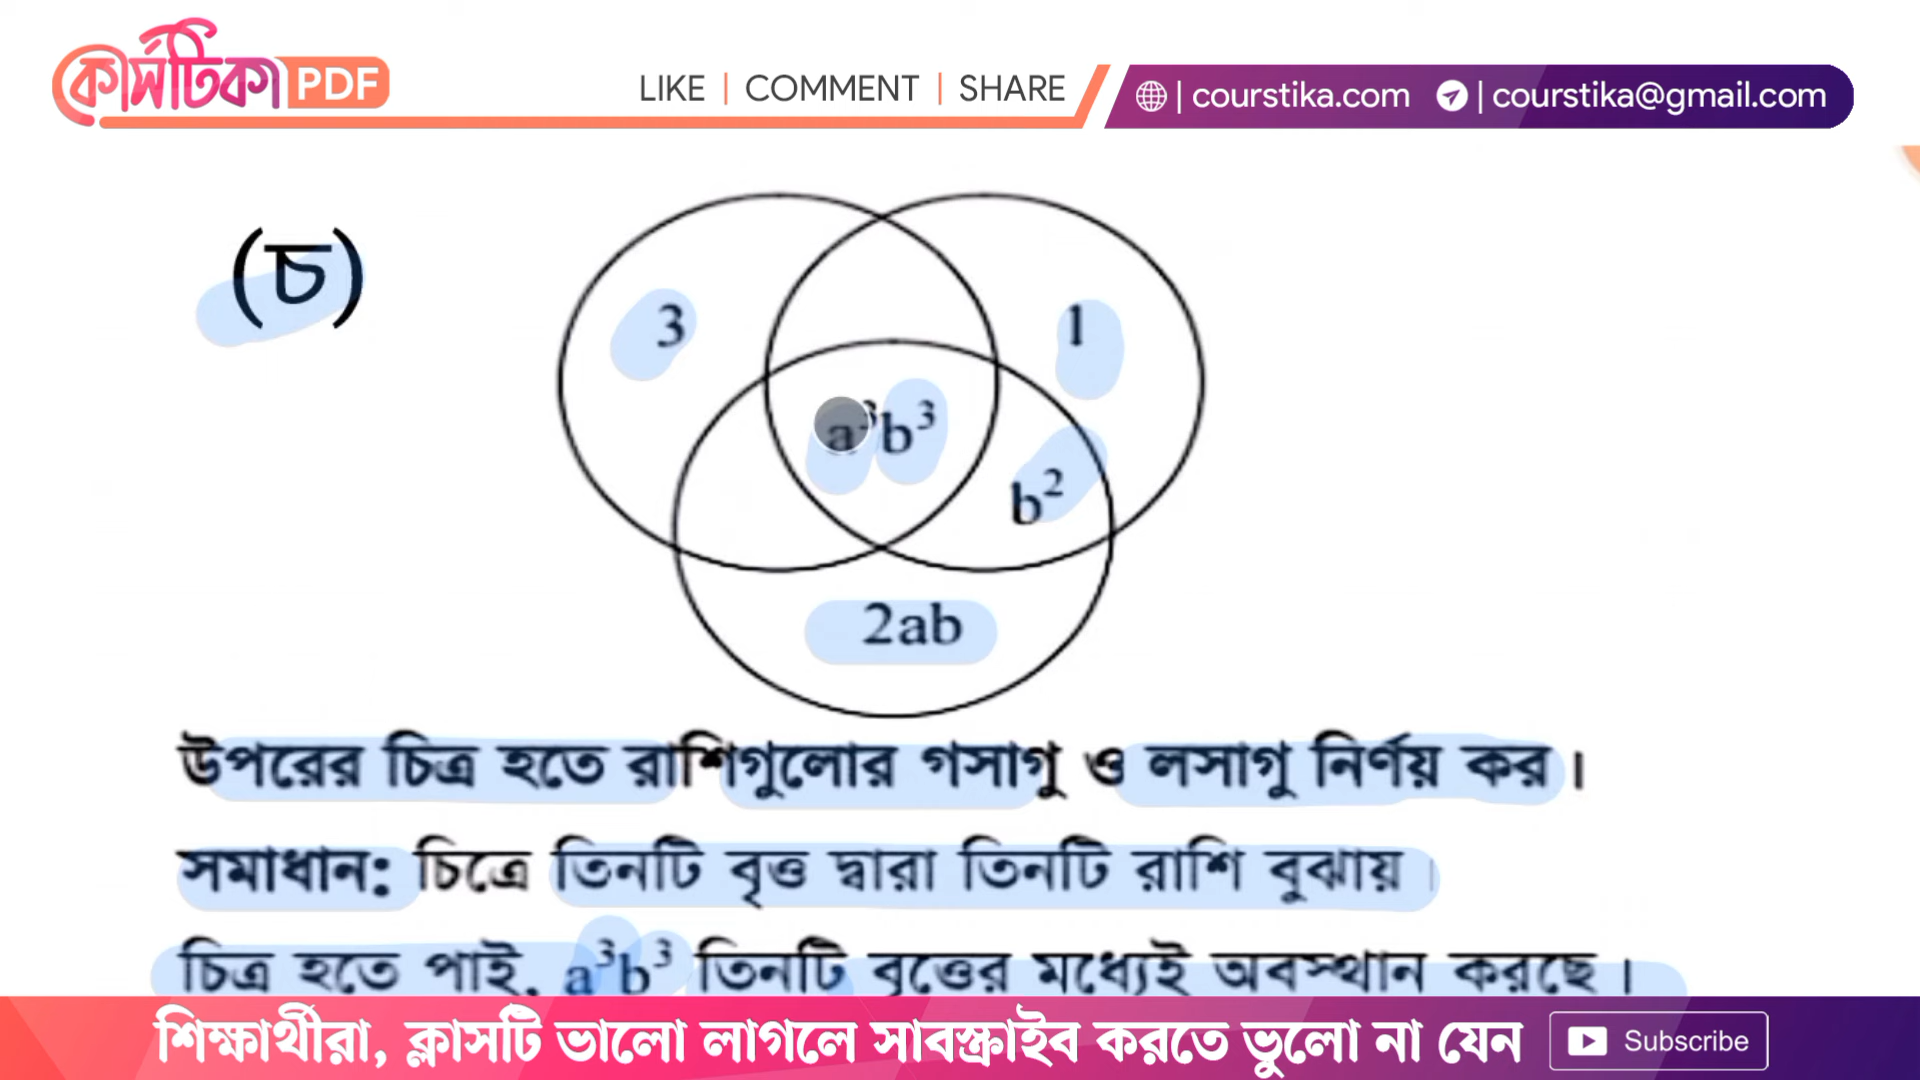 কোর্সটিকা PDF
LIKE | COMMENT | SHARE
| courstika.com | courstika@gmail.com
(চ)
3
1
a³b³
b²
2ab
উপরের চিত্র হতে রাশিগুলোর গসাগু ও লসাগু নির্ণয় কর।
সমাধান: চিত্রে তিনটি বৃত্ত দ্বারা তিনটি রাশি বুঝায়।
চিত্র হতে পাই, a³b³ তিনটি বৃত্তের মধ্যেই অবস্থান করছে।
শিক্ষার্থীরা, ক্লাসটি ভালো লাগলে সাবস্ক্রাইব করতে ভুলো না যেন
Subscribe